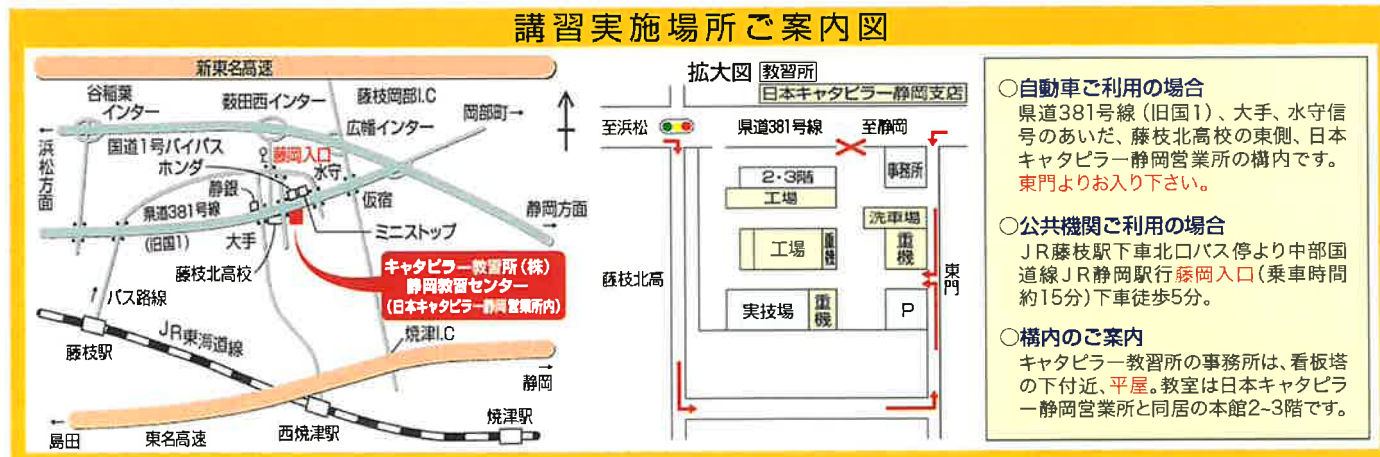 講習実施場所ご案内図
新東名高速
谷稲葉
インター
薮田西インター
藤枝岡部I.C
岡部町→
広幡インター
←浜松方面
国道1号バイパス
藤岡入口
ホンダ
水守
静銀
県道381号線
(旧国1)
仮宿
静岡方面→
大手
ミニストップ
藤枝北高校
キャタピラー教習所(株)
静岡教習センター
(日本キャタピラー静岡営業所内)
バス路線
藤枝駅
JR東海道線
焼津I.C
静岡→
←島田
東名高速
西焼津駅
焼津駅
拡大図
教習所
日本キャタピラー静岡支店
至浜松
県道381号線
至静岡
2・3階
工場
事務所
洗車場
工場
重機
重機
藤枝北高
東門
実技場
重機
P
○自動車ご利用の場合
県道381号線(旧国1)、大手、水守信
号のあいだ、藤枝北高校の東側、日本
キャタピラー静岡営業所の構内です。
東門よりお入り下さい。
○公共機関ご利用の場合
JR藤枝駅下車北口バス停より中部国
道線JR静岡駅行藤岡入口(乗車時間
約15分)下車徒歩5分。
○構内のご案内
キャタピラー教習所の事務所は、看板塔
の下付近、平屋。教室は日本キャタピラ
ー静岡営業所と同居の本館2~3階です。